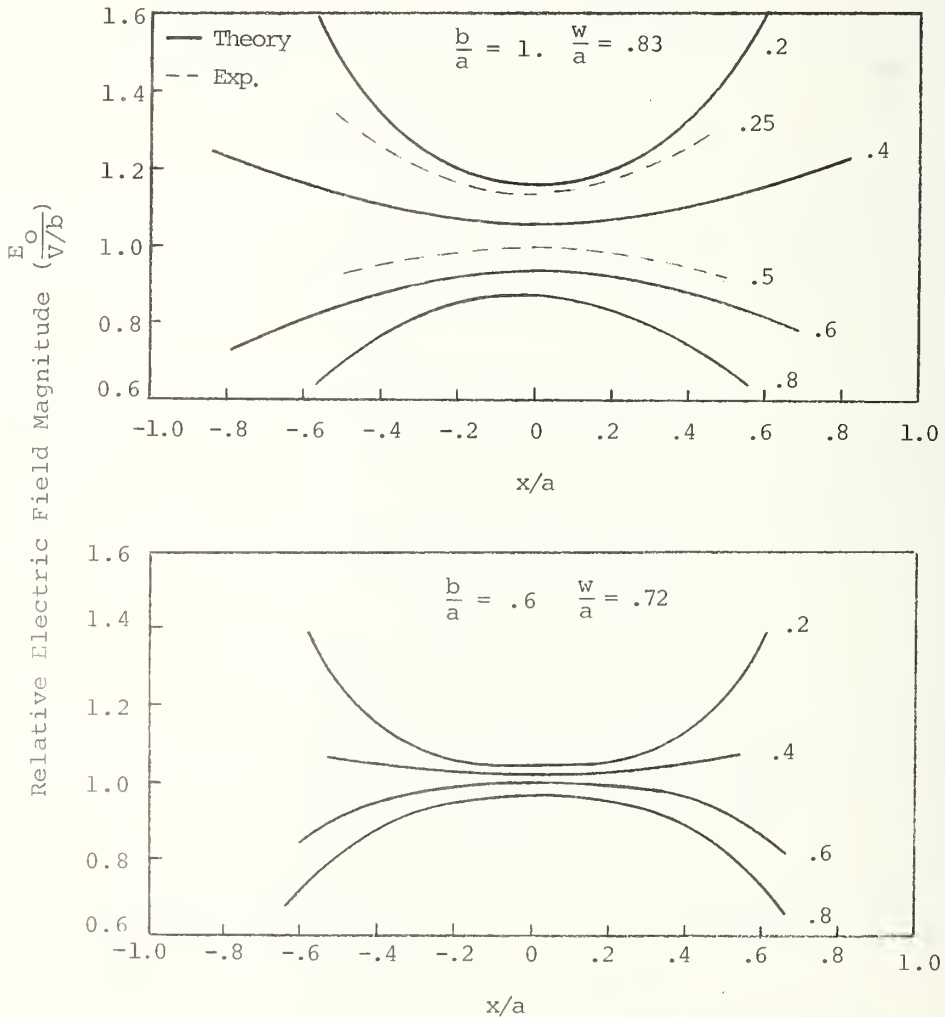 Relative Electric Field Magnitude (E_o / V/b)
1.6
1.4
1.2
1.0
0.8
0.6
Theory
Exp.
b/a = 1. w/a = .83
.2
.25
.4
.5
.6
.8
-1.0 -.8 -.6 -.4 -.2 0 .2 .4 .6 .8 1.0
x/a
1.6
1.4
1.2
1.0
0.8
0.6
b/a = .6 w/a = .72
.2
.4
.6
.8
-1.0 -.8 -.6 -.4 -.2 0 .2 .4 .6 .8 1.0
x/a